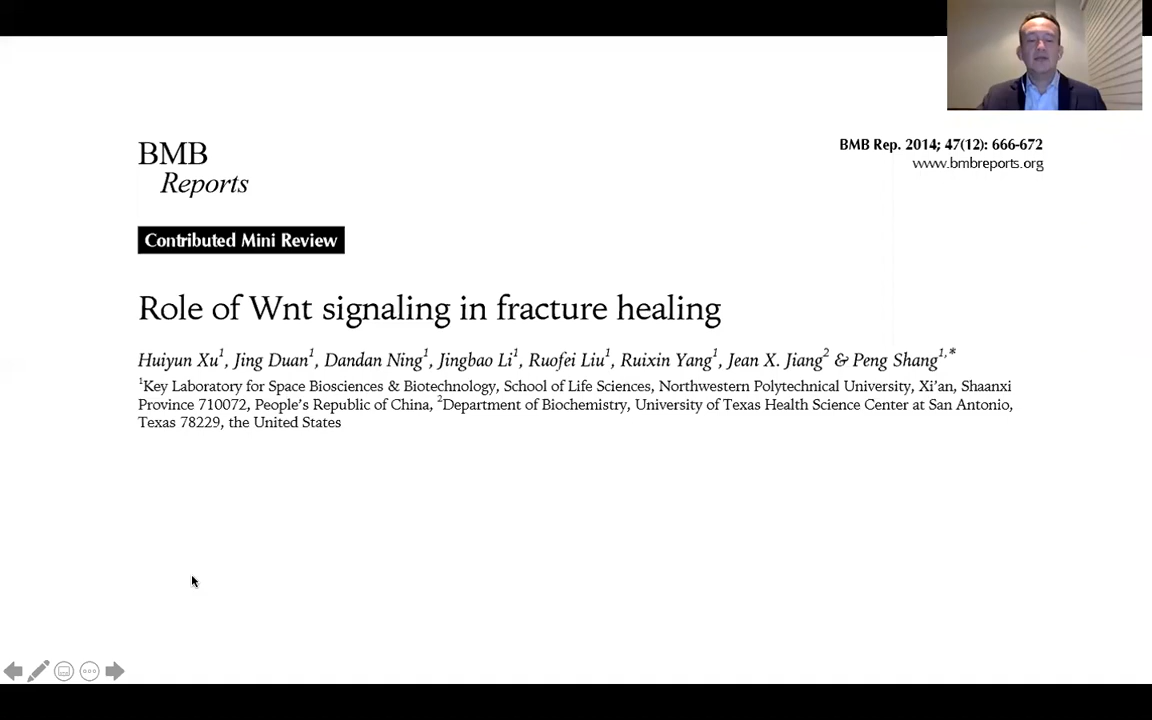 BMB
Reports
BMB Rep. 2014; 47(12): 666-672
www.bmbreports.org
Contributed Mini Review
Role of Wnt signaling in fracture healing
Huiyun Xu1, Jing Duan1, Dandan Ning1, Jingbao Li1, Ruofei Liu1, Ruixin Yang1, Jean X. Jiang2 & Peng Shang1,*
1Key Laboratory for Space Biosciences & Biotechnology, School of Life Sciences, Northwestern Polytechnical University, Xi’an, Shaanxi
Province 710072, People’s Republic of China, 2Department of Biochemistry, University of Texas Health Science Center at San Antonio,
Texas 78229, the United States